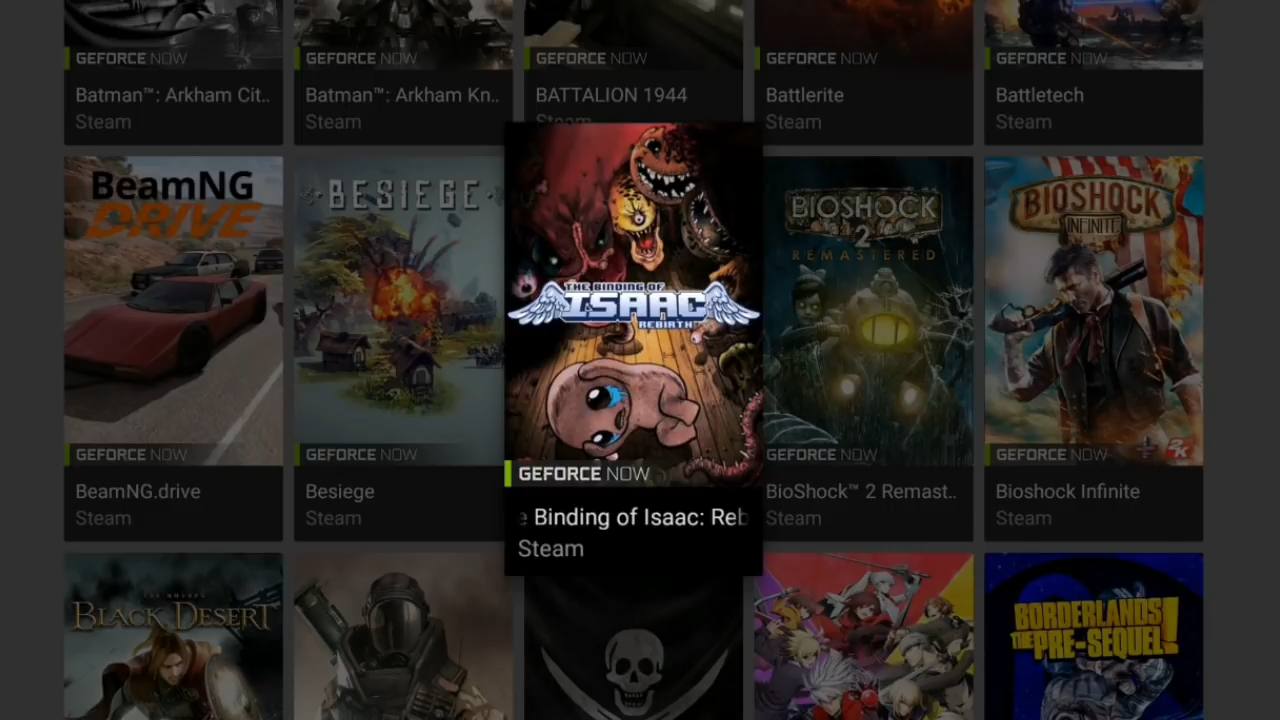 GEFORCE NOW
GEFORCE NOW
GEFORCE NOW
GEFORCE NOW
GEFORCE NOW
Batman™: Arkham Cit..
Batman™: Arkham Kn..
BATTALION 1944
Battlerite
Battletech
Steam
Steam
Steam
Steam
Steam
BeamNG
DRIVE
BESIEGE
THE BINDING OF
ISAAC
REBIRTH
BIOSHOCK
2
REMASTERED
BIOSHOCK
INFINITE
2K
GEFORCE NOW
GEFORCE NOW
GEFORCE NOW
GEFORCE NOW
GEFORCE NOW
BeamNG.drive
Besiege
e Binding of Isaac: Reb
BioShock™ 2 Remast..
Bioshock Infinite
Steam
Steam
Steam
Steam
Steam
BLACK DESERT
BORDERLANDS
THE PRE-SEQUEL!